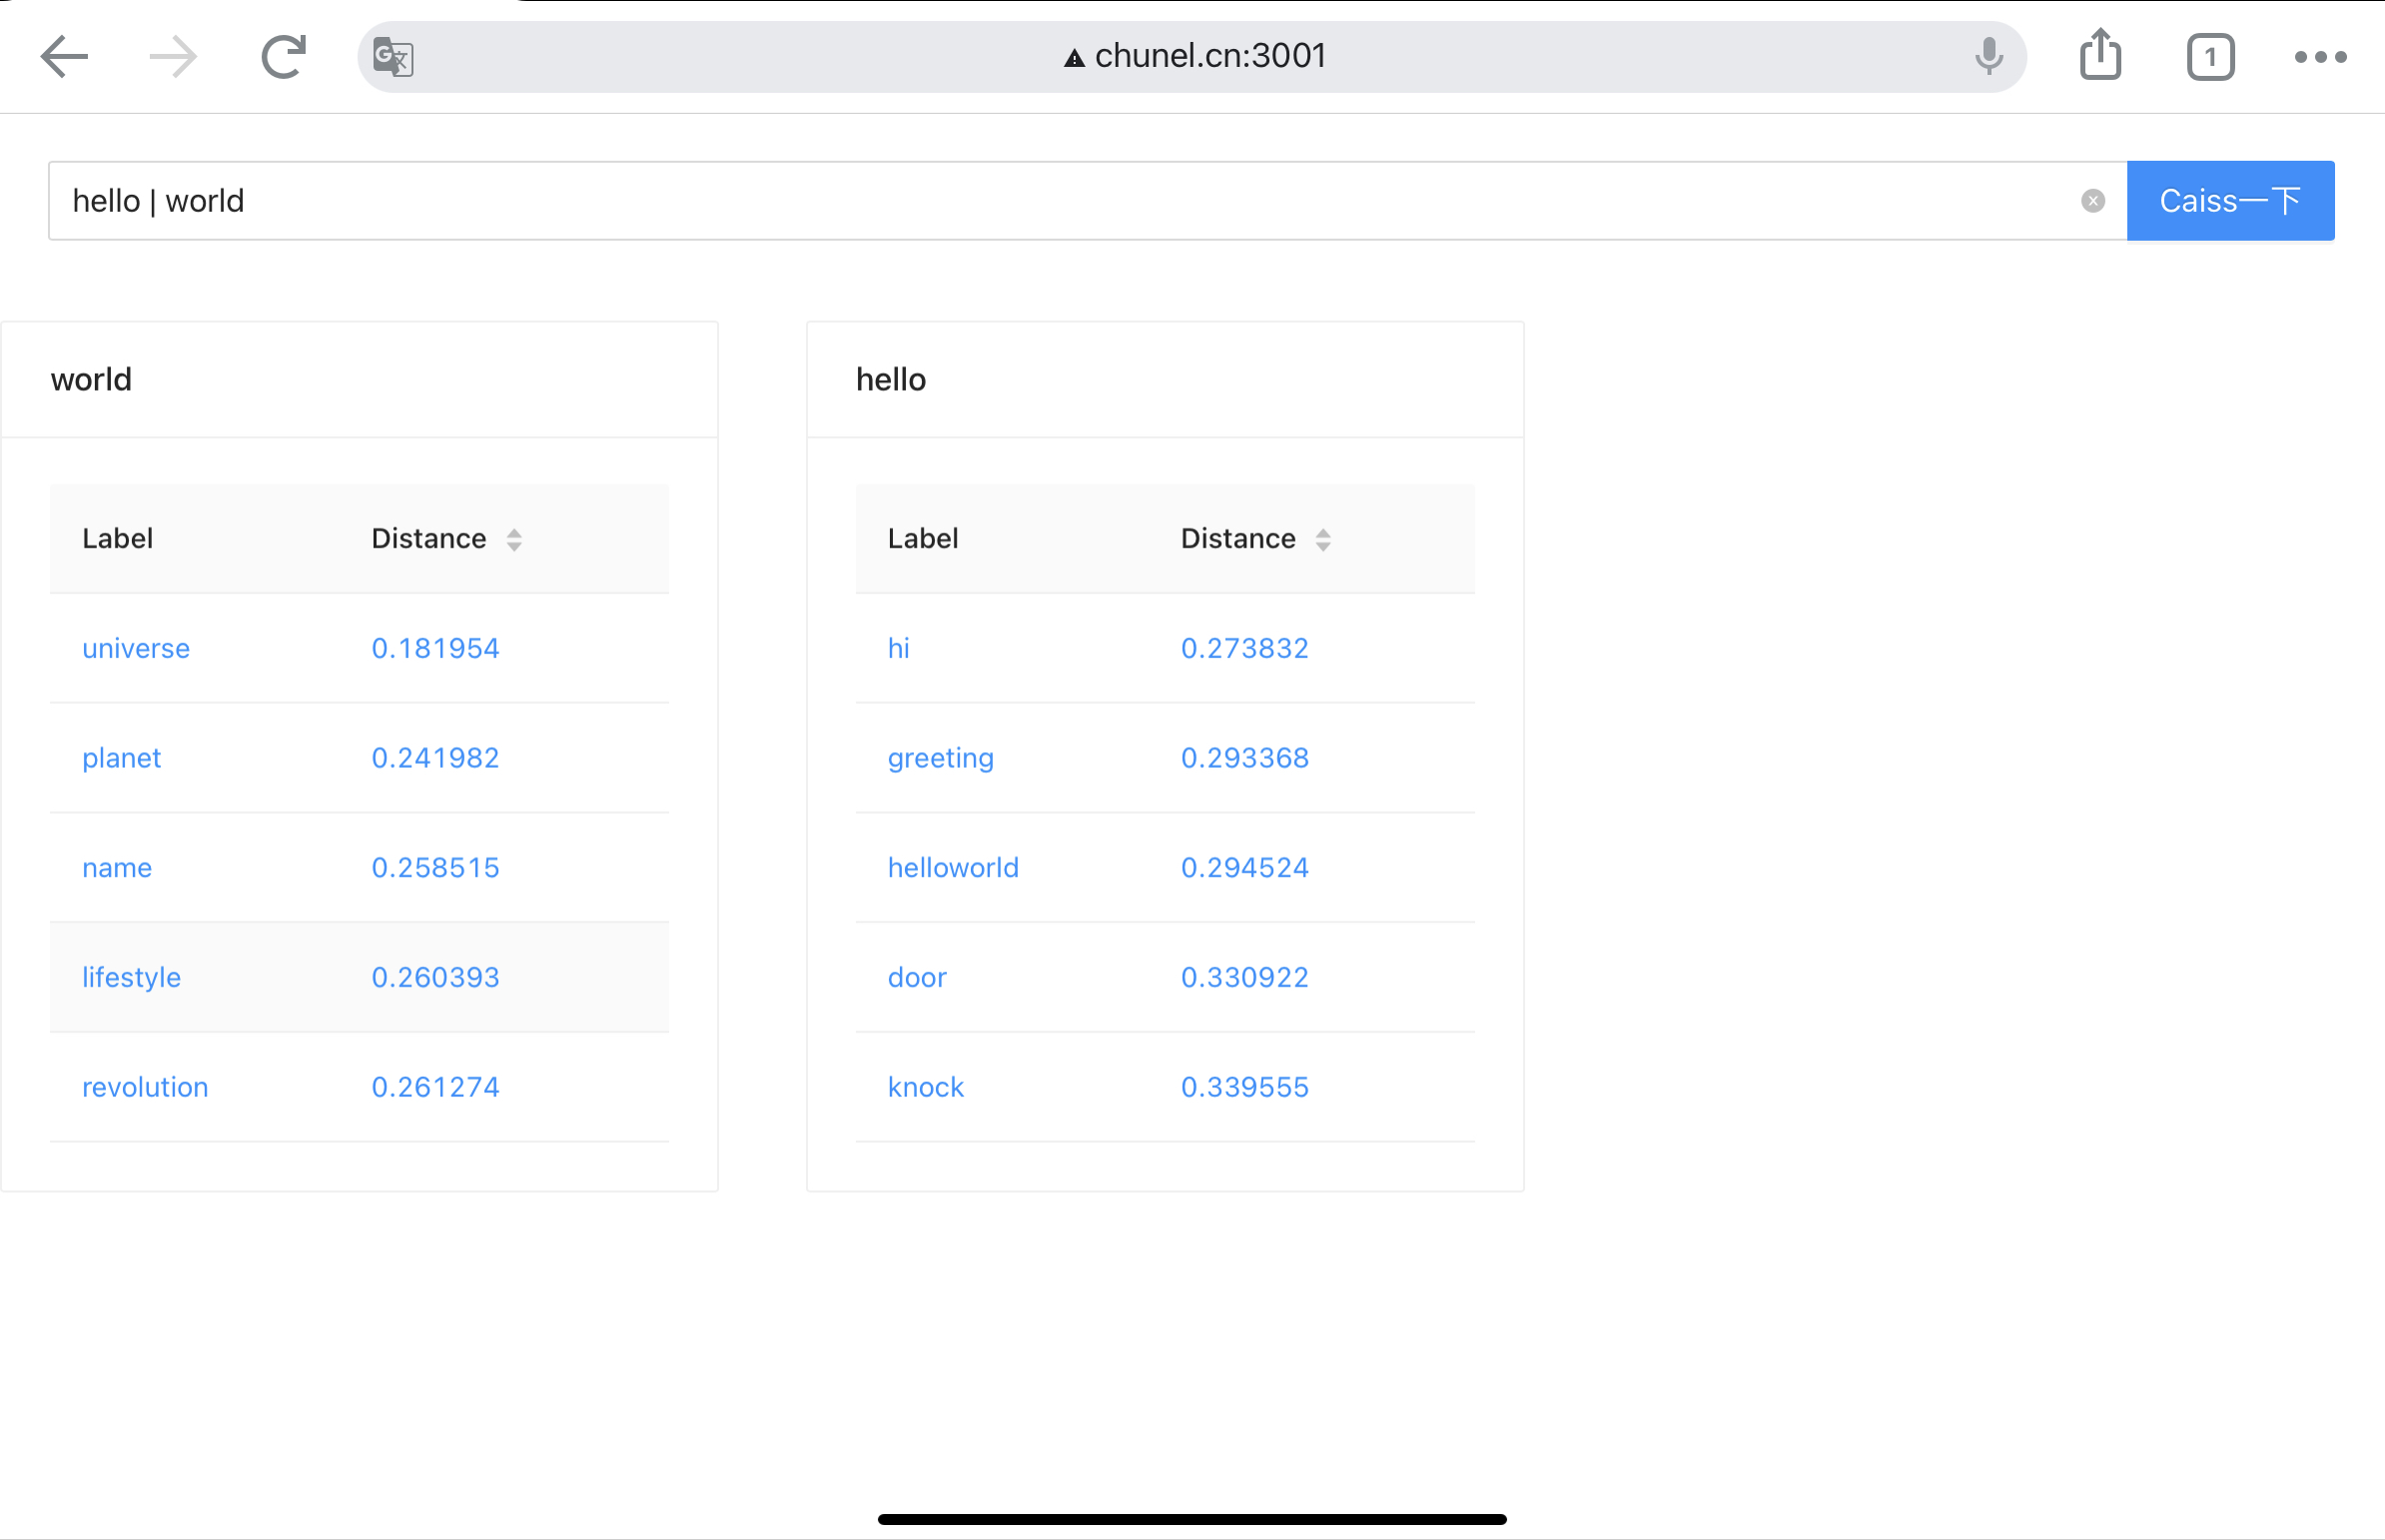 chunel.cn:3001
1
hello | world
Caiss一下
world
Label Distance
universe 0.181954
planet 0.241982
name 0.258515
lifestyle 0.260393
revolution 0.261274
hello
Label Distance
hi 0.273832
greeting 0.293368
helloworld 0.294524
door 0.330922
knock 0.339555